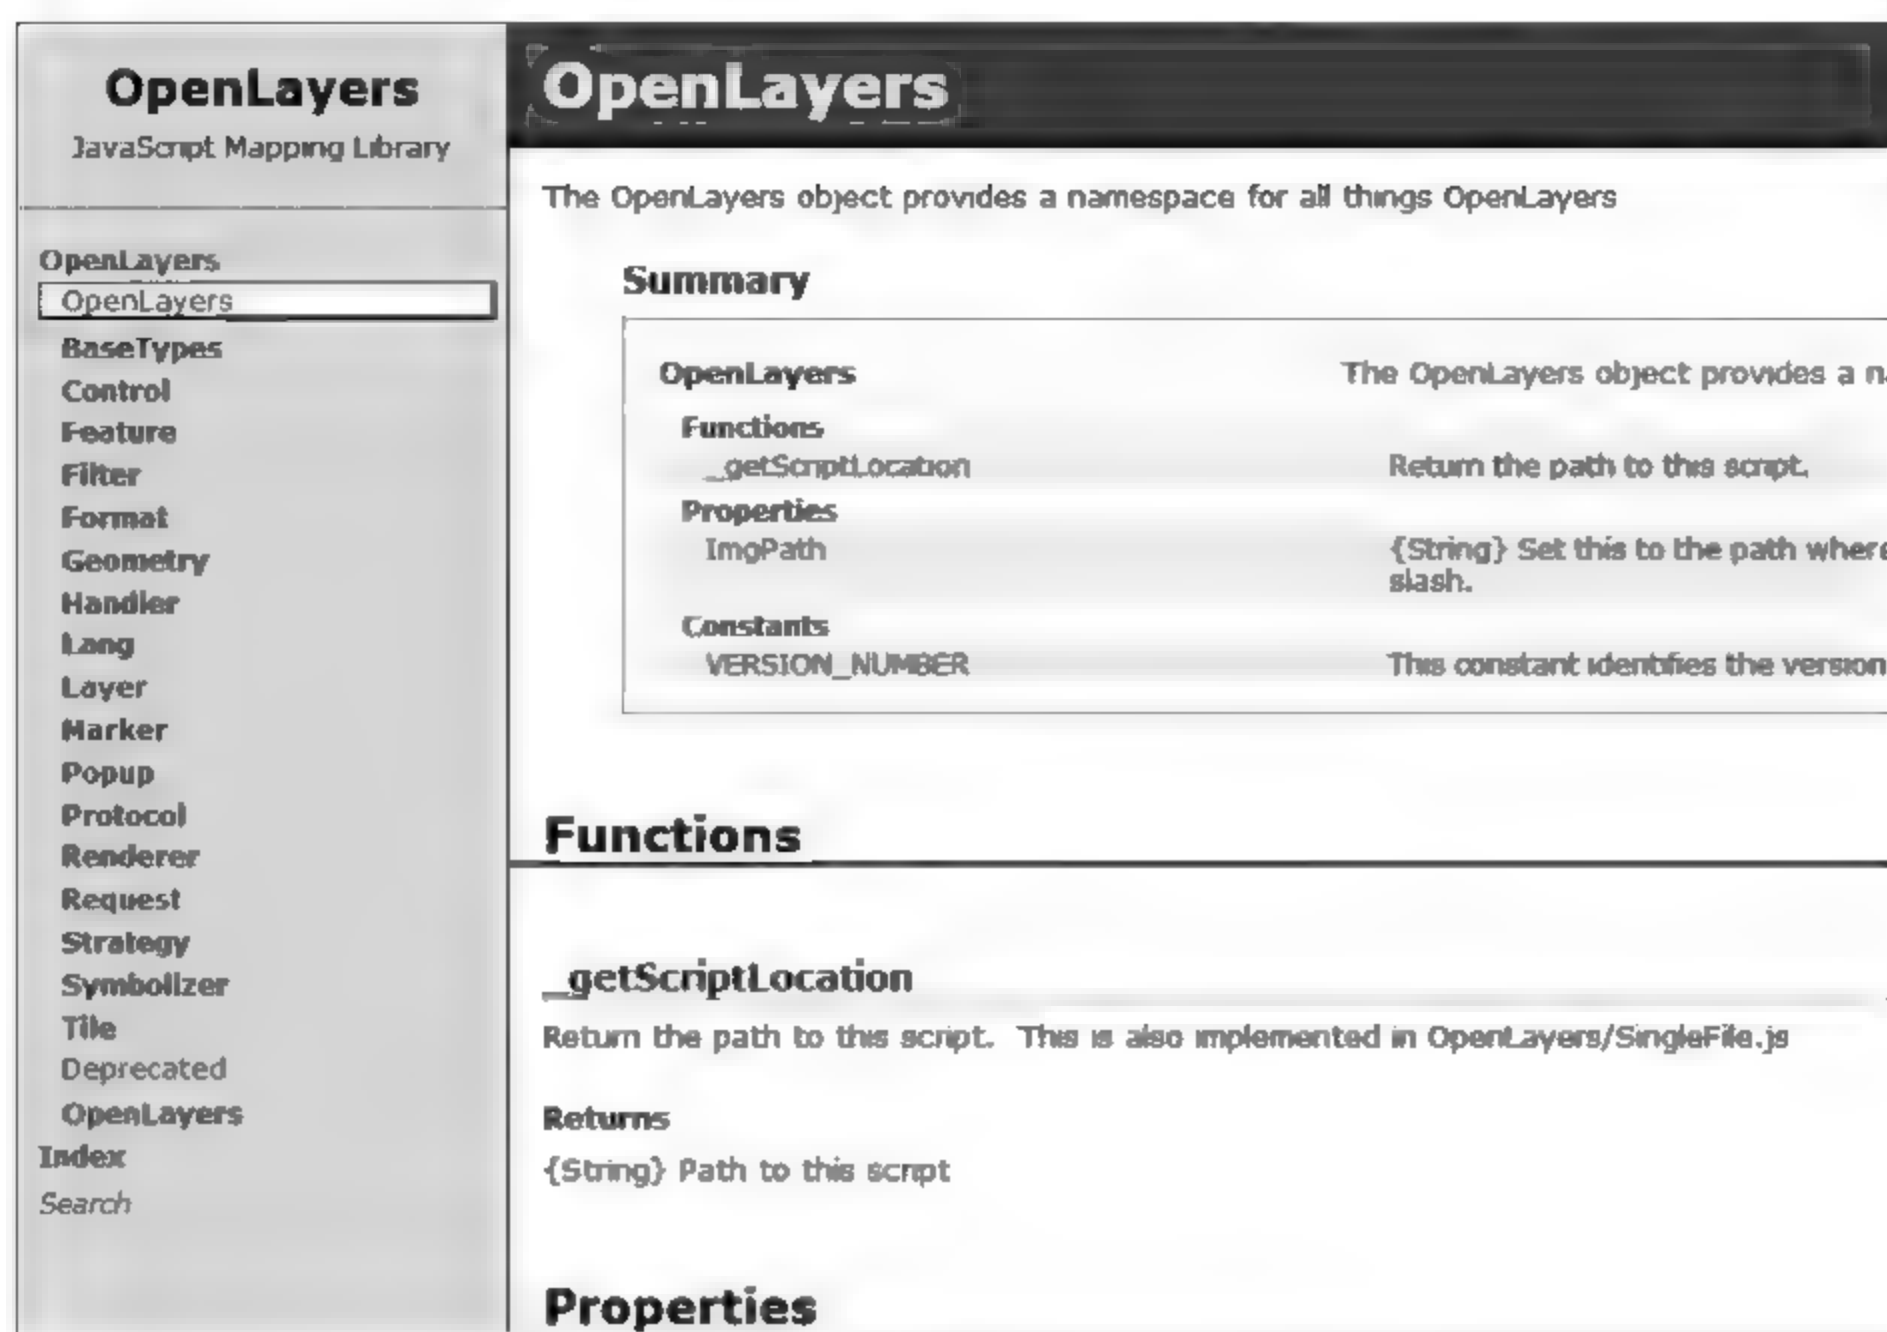 OpenLayers
JavaScript Mapping Library
OpenLayers
OpenLayers
BaseTypes
Control
Feature
Filter
Format
Geometry
Handler
Lang
Layer
Marker
Popup
Protocol
Renderer
Request
Strategy
Symbolizer
Tile
Deprecated
OpenLayers
Index
Search
OpenLayers
The OpenLayers object provides a namespace for all things OpenLayers
Summary
OpenLayers The OpenLayers object provides a
Functions
_getScriptLocation Return the path to this script.
Properties
ImgPath {String} Set this to the path where
slash.
Constants
VERSION_NUMBER This constant identifies the version
Functions
_getScriptLocation
Return the path to this script. This is also implemented in OpenLayers/SingleFile.js
Returns
{String} Path to this script
Properties